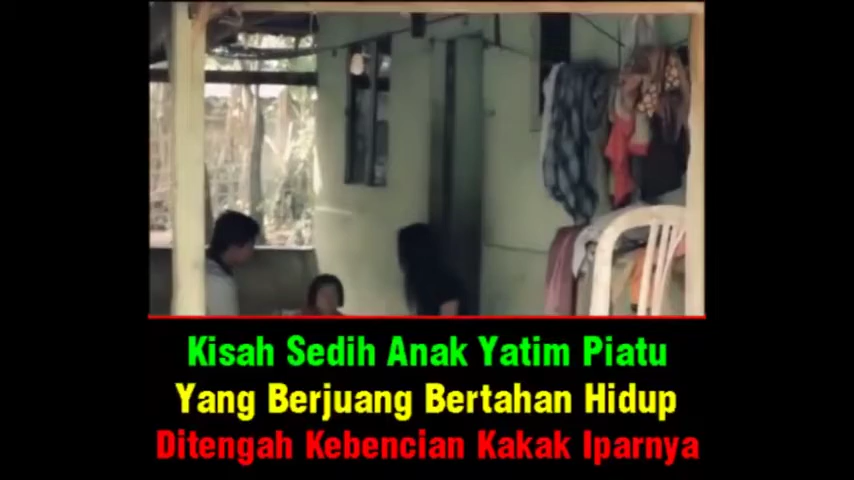 Kisah Sedih Anak Yatim Piatu
Yang Berjuang Bertahan Hidup
Ditengah Kebencian Kakak Iparnya